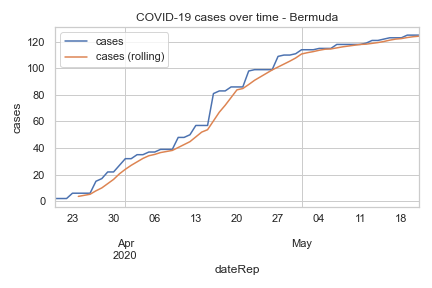 COVID-19 cases over time - Bermuda
cases
cases (rolling)
120
100
80
60
40
20
0
cases
23 30 06 13 20 27 04 11 18
Apr May
2020
dateRep